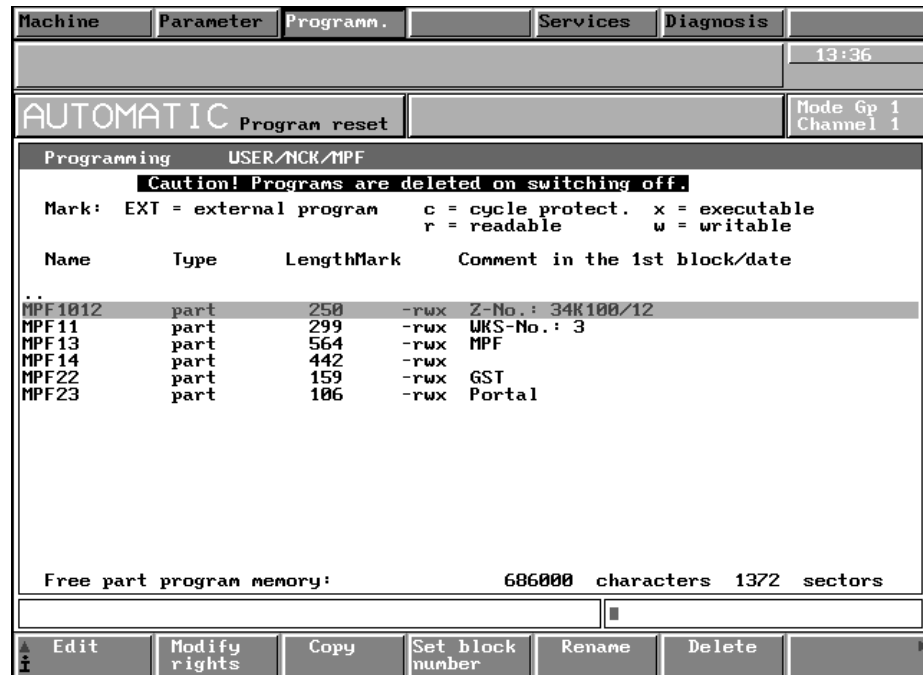 Machine Parameter Programm. Services Diagnosis
13:36
AUTOMATIC Program reset
Mode Gp 1
Channel 1
Programming USER/NCK/MPF
Caution! Programs are deleted on switching off.
Mark: EXT = external program c = cycle protect. x = executable
r = readable w = writable
Name Type LengthMark Comment in the 1st block/date
..
MPF1012 part 250 -rwx Z-No.: 34K100/12
MPF11 part 299 -rwx WKS-No.: 3
MPF13 part 564 -rwx MPF
MPF14 part 442 -rwx
MPF22 part 159 -rwx GST
MPF23 part 106 -rwx Portal
Free part program memory: 686000 characters 1372 sectors
i
Edit
Modify
rights
Copy
Set block
number
Rename
Delete